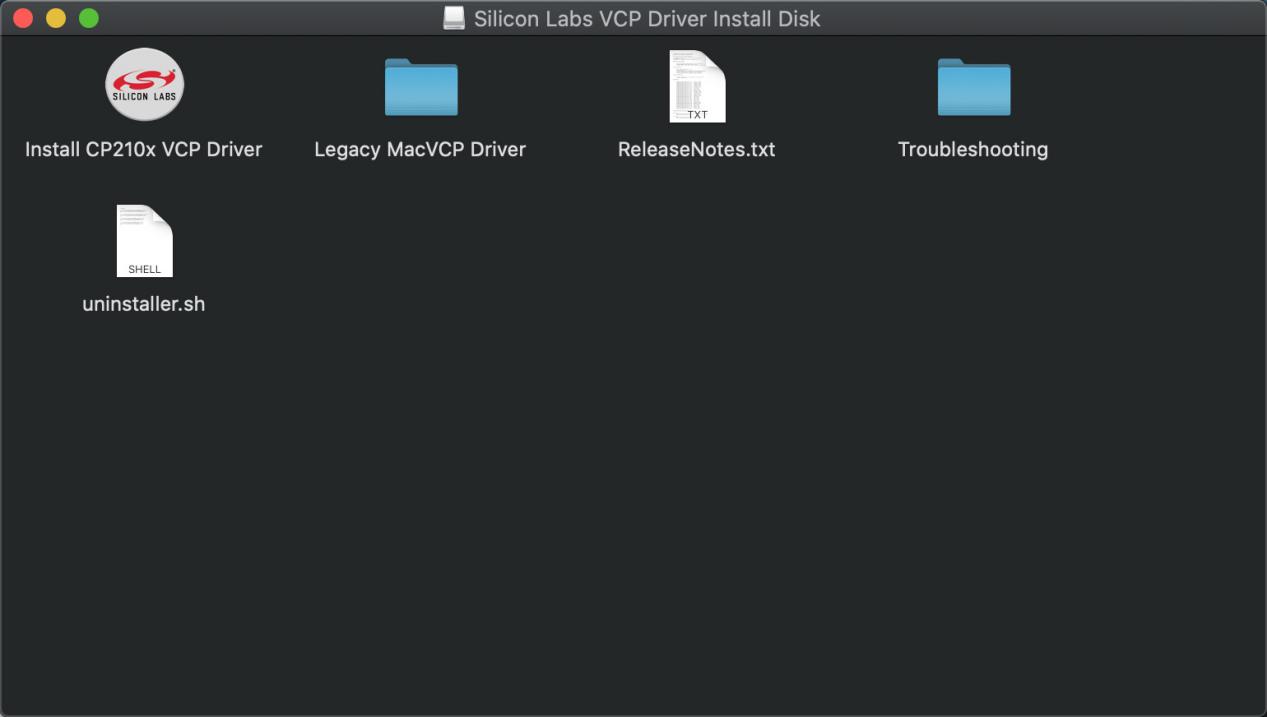 Silicon Labs VCP Driver Install Disk
SILICON LABS
TXT
Install CP210x VCP Driver
Legacy MacVCP Driver
ReleaseNotes.txt
Troubleshooting
SHELL
uninstaller.sh